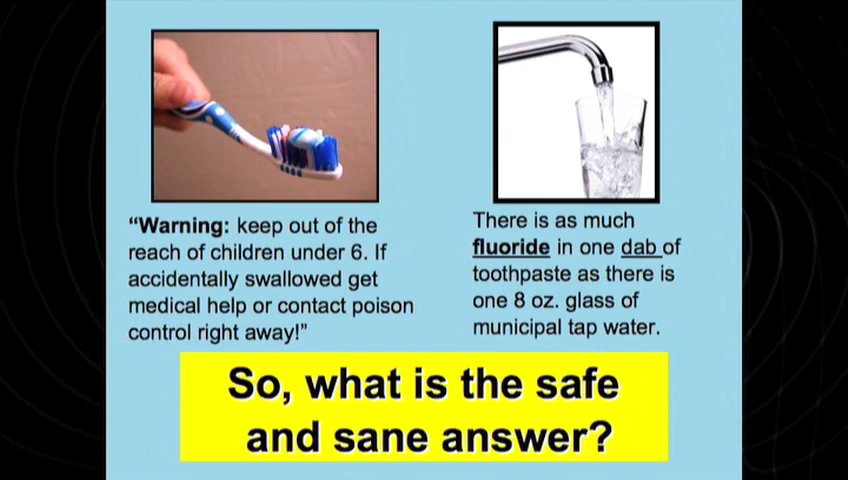 “Warning: keep out of the
reach of children under 6. If
accidentally swallowed get
medical help or contact poison
control right away!”
There is as much
fluoride in one dab of
toothpaste as there is
one 8 oz. glass of
municipal tap water.
So, what is the safe
and sane answer?